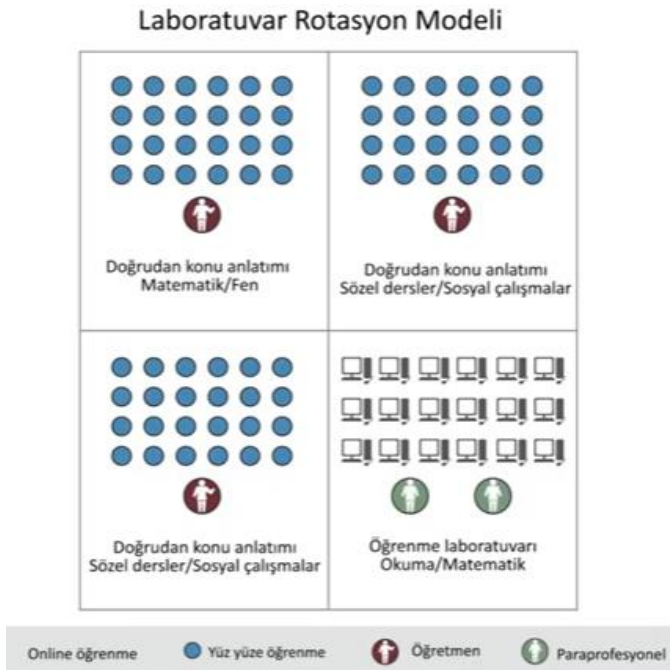 Laboratuvar Rotasyon Modeli
Doğrudan konu anlatımı
Matematik/Fen
Doğrudan konu anlatımı
Sözel dersler/Sosyal çalışmalar
Doğrudan konu anlatımı
Sözel dersler/Sosyal çalışmalar
Öğrenme laboratuvarı
Okuma/Matematik
Online öğrenme Yüz yüze öğrenme Öğretmen Paraprofesyonel